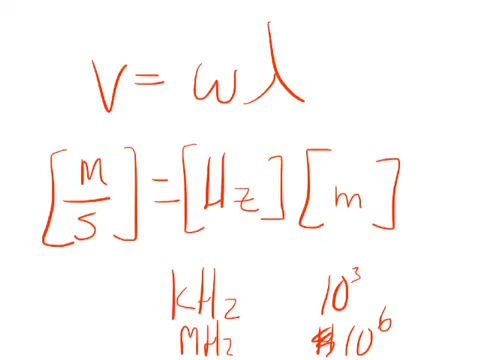 v = ωλ
[m/s] = [Hz] [m]
kHz 10³
MHz 10⁶